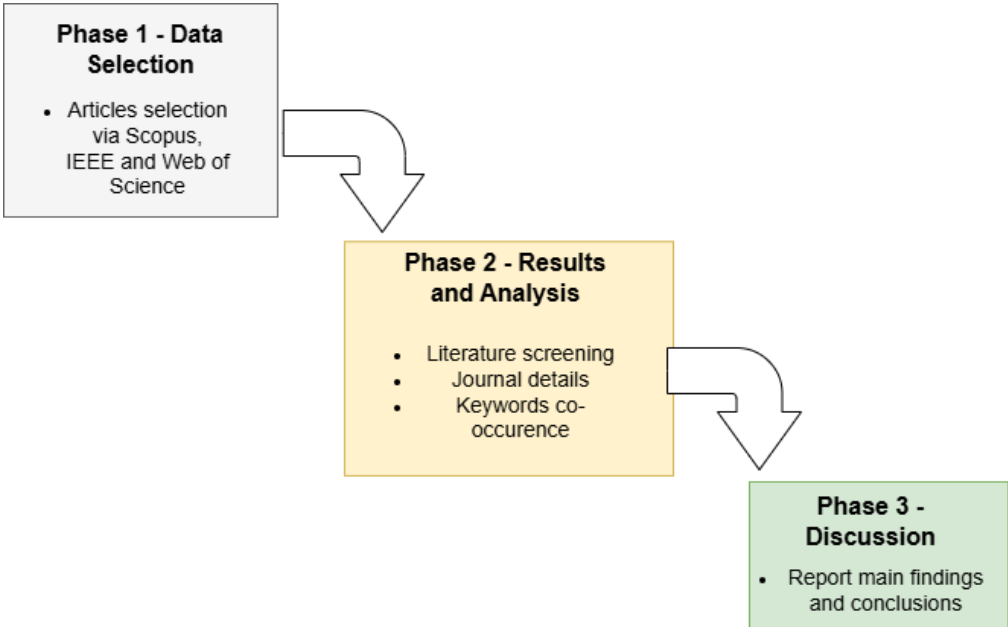 Phase 1 - Data
Selection
• Articles selection
via Scopus,
IEEE and Web of
Science
Phase 2 - Results
and Analysis
• Literature screening
• Journal details
• Keywords co-
occurence
Phase 3 -
Discussion
• Report main findings
and conclusions